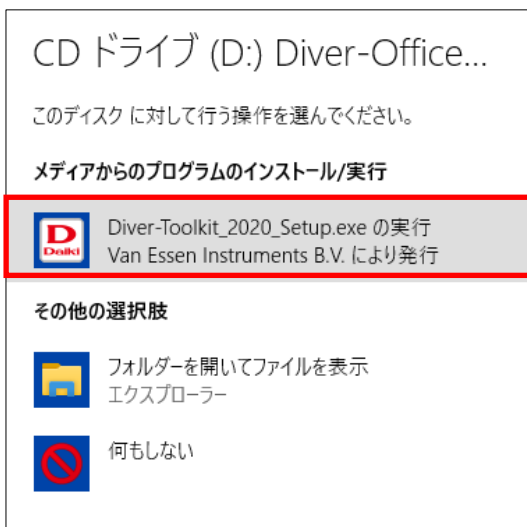 CD ドライブ (D:) Diver-Office...
このディスク に対して行う操作を選んでください。
メディアからのプログラムのインストール/実行
D
Daiki
Diver-Toolkit_2020_Setup.exe の実行
Van Essen Instruments B.V. により発行
その他の選択肢
フォルダーを開いてファイルを表示
エクスプローラー
何もしない